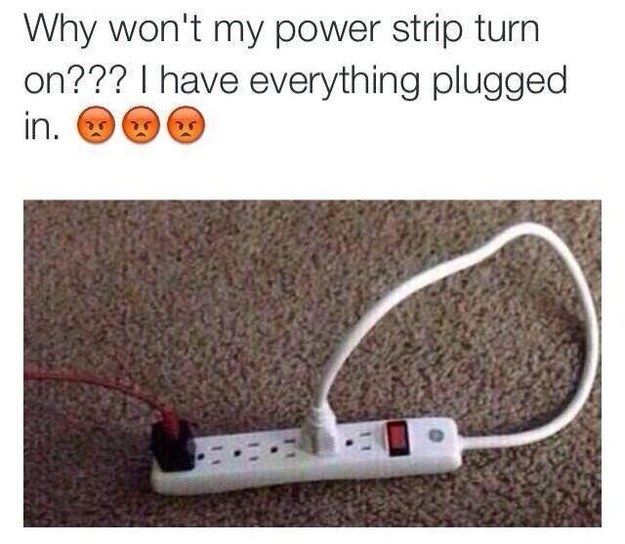 Why won't my power strip turn
on??? I have everything plugged
in. 😡😡😡